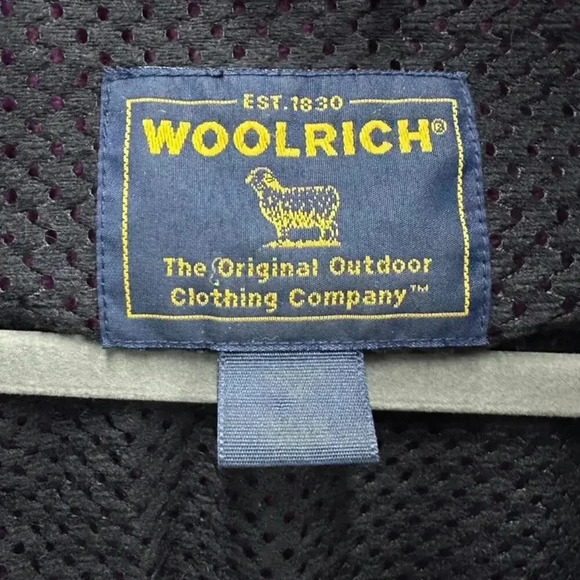 EST. 1830
WOOLRICH®
The Original Outdoor
Clothing Company™